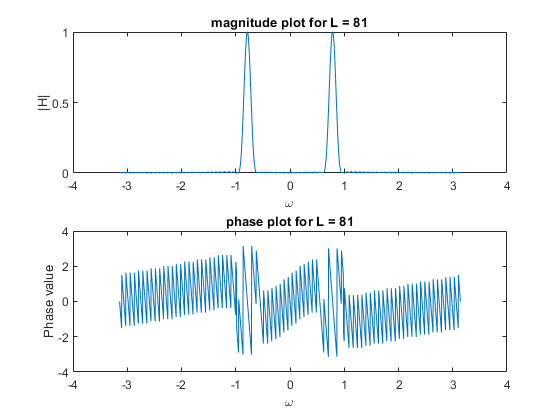 magnitude plot for L = 81
|H|
1
0.5
0
-4 -3 -2 -1 0 1 2 3 4
ω
phase plot for L = 81
Phase value
4
2
0
-2
-4
-4 -3 -2 -1 0 1 2 3 4
ω